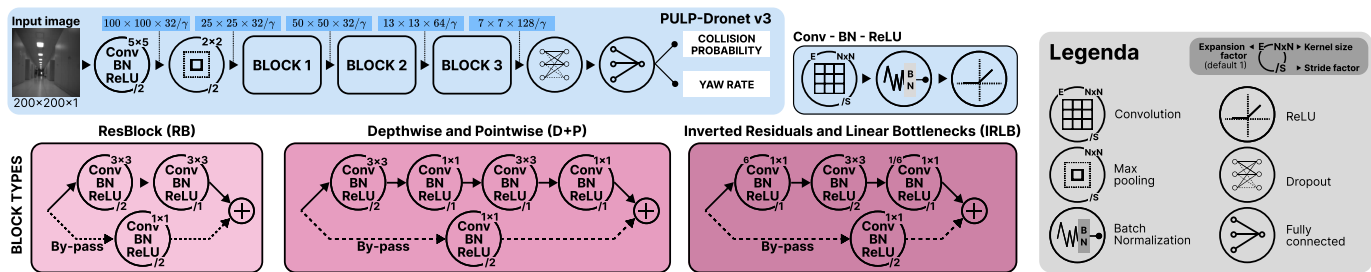 Input image
100 × 100 × 32/γ
25 × 25 × 32/γ
50 × 50 × 32/γ
13 × 13 × 64/γ
7 × 7 × 128/γ
PULP-Dronet v3
5×5
Conv
BN
ReLU
/2
2×2
/2
BLOCK 1
BLOCK 2
BLOCK 3
COLLISION
PROBABILITY
YAW RATE
200×200×1
Conv - BN - ReLU
E
NxN
/S
B
N
Legenda
Expansion
factor
(default 1)
E
NxN
/S
Kernel size
Stride factor
E
NxN
/S
Convolution
ReLU
NxN
/S
Max
pooling
Dropout
B
N
Batch
Normalization
Fully
connected
BLOCK TYPES
ResBlock (RB)
3×3
Conv
BN
ReLU
/2
3×3
Conv
BN
ReLU
/1
1×1
Conv
BN
ReLU
/2
By-pass
Depthwise and Pointwise (D+P)
3×3
Conv
BN
ReLU
/2
1×1
Conv
BN
ReLU
/1
3×3
Conv
BN
ReLU
/1
1×1
Conv
BN
ReLU
/1
1×1
Conv
BN
ReLU
/2
By-pass
Inverted Residuals and Linear Bottlenecks (IRLB)
6
1×1
Conv
BN
ReLU
/1
3×3
Conv
BN
ReLU
/2
1/6
1×1
Conv
BN
ReLU
/1
1×1
Conv
BN
ReLU
/2
By-pass